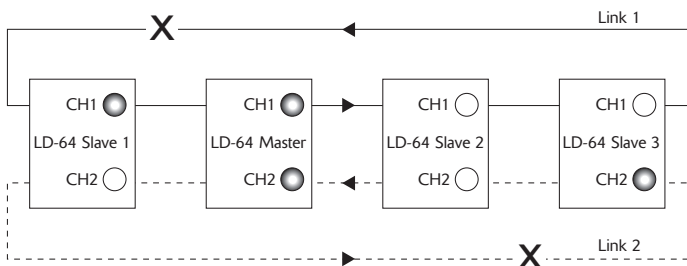 X Link 1
CH1 CH1 CH1 CH1
LD-64 Slave 1 LD-64 Master LD-64 Slave 2 LD-64 Slave 3
CH2 CH2 CH2 CH2
X Link 2